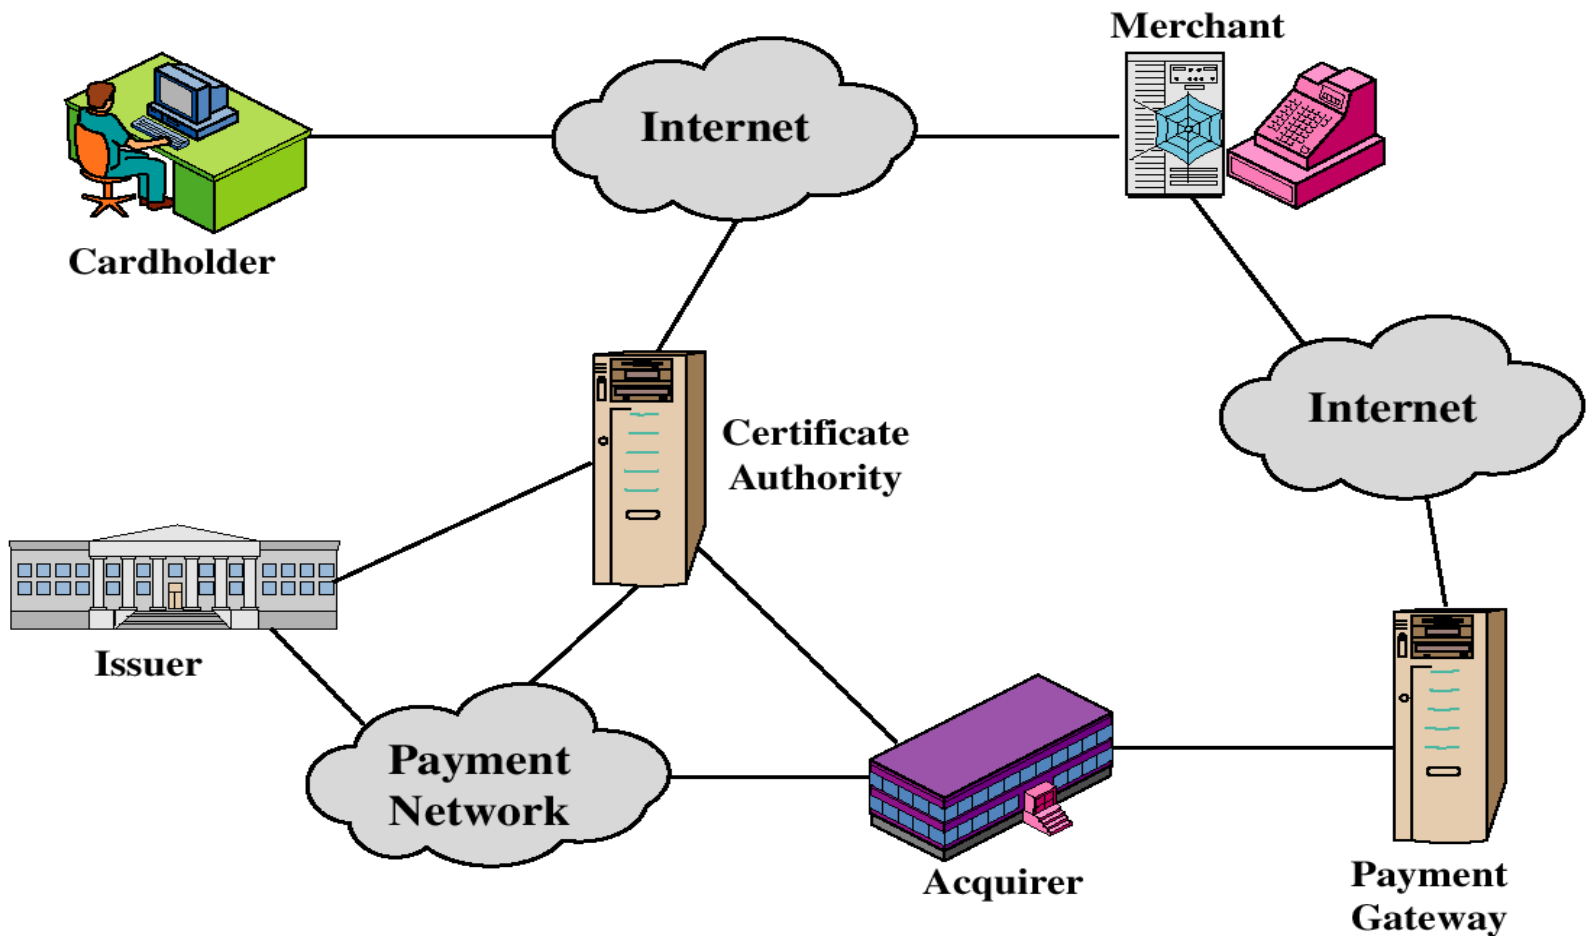 Merchant
Internet
Cardholder
Internet
Certificate
Authority
Issuer
Payment
Network
Acquirer
Payment
Gateway